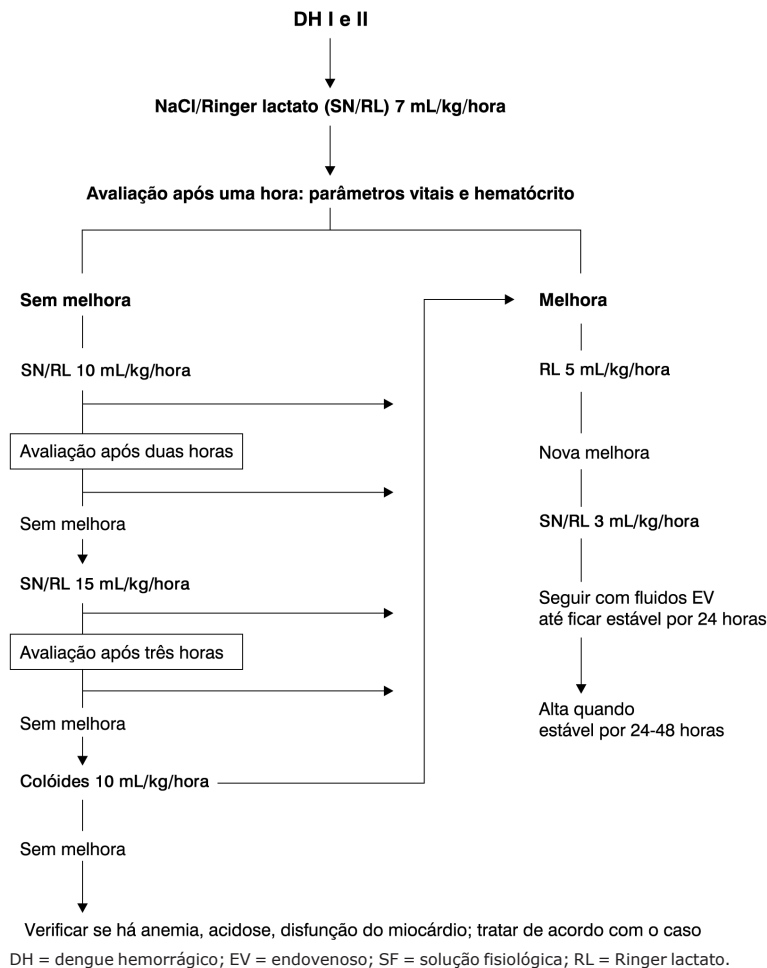 DH I e II
NaCl/Ringer lactato (SN/RL) 7 mL/kg/hora
Avaliação após uma hora: parâmetros vitais e hematócrito
Sem melhora
SN/RL 10 mL/kg/hora
Avaliação após duas horas
Sem melhora
SN/RL 15 mL/kg/hora
Avaliação após três horas
Sem melhora
Colóides 10 mL/kg/hora
Sem melhora
Melhora
RL 5 mL/kg/hora
Nova melhora
SN/RL 3 mL/kg/hora
Seguir com fluidos EV
até ficar estável por 24 horas
Alta quando
estável por 24-48 horas
Verificar se há anemia, acidose, disfunção do miocárdio; tratar de acordo com o caso
DH = dengue hemorrágico; EV = endovenoso; SF = solução fisiológica; RL = Ringer lactato.